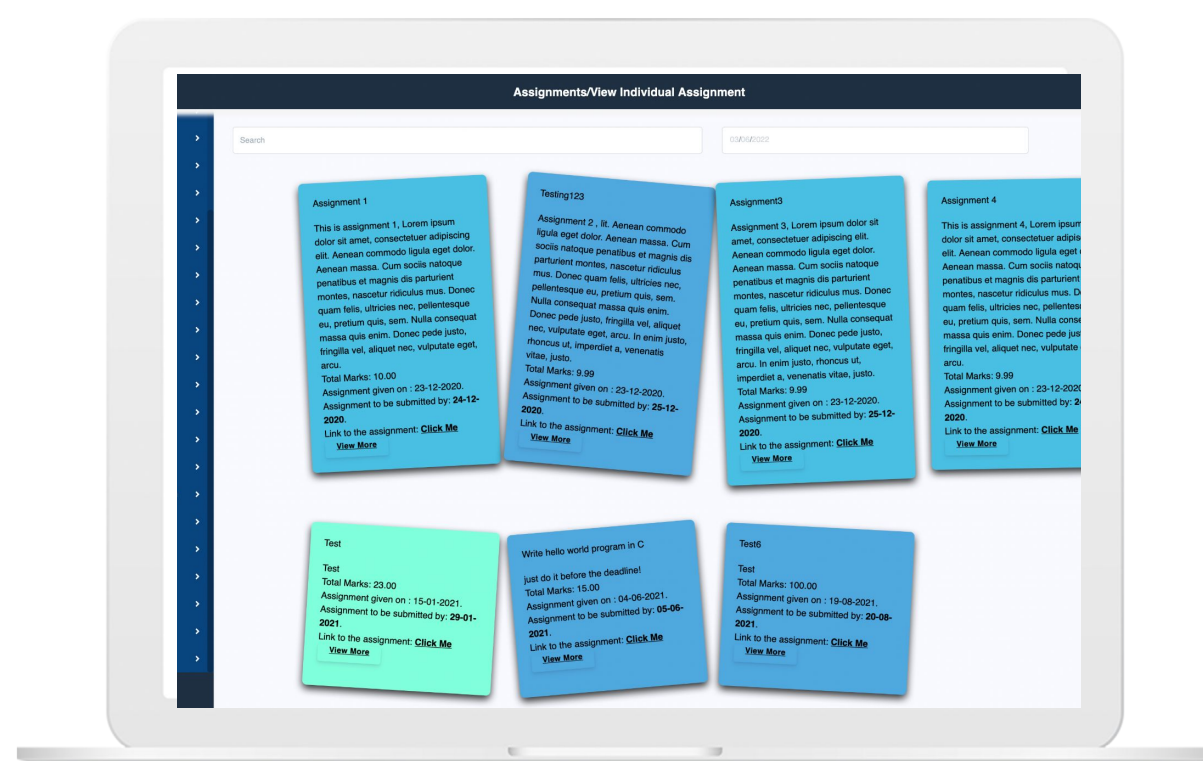 Assignments/View Individual Assignment
Search
03/06/2022
Assignment 1
This is assignment 1, Lorem ipsum
dolor sit amet, consectetuer adipiscing
elit. Aenean commodo ligula eget dolor.
Aenean massa. Cum sociis natoque
penatibus et magnis dis parturient
montes, nascetur ridiculus mus. Donec
quam felis, ultricies nec, pellentesque
eu, pretium quis, sem. Nulla consequat
massa quis enim. Donec pede justo,
fringilla vel, aliquet nec, vulputate eget,
arcu.
Total Marks: 10.00
Assignment given on : 23-12-2020.
Assignment to be submitted by: 24-12-
2020.
Link to the assignment: Click Me
View More
Testing123
Assignment 2 , lit. Aenean commodo
ligula eget dolor. Aenean massa. Cum
sociis natoque penatibus et magnis dis
parturient montes, nascetur ridiculus
mus. Donec quam felis, ultricies nec,
pellentesque eu, pretium quis, sem.
Nulla consequat massa quis enim.
Donec pede justo, fringilla vel, aliquet
nec, vulputate eget, arcu. In enim justo,
rhoncus ut, imperdiet a, venenatis
vitae, justo.
Total Marks: 9.99
Assignment given on : 23-12-2020.
Assignment to be submitted by: 25-12-
2020.
Link to the assignment: Click Me
View More
Assignment3
Assignment 3, Lorem ipsum dolor sit
amet, consectetuer adipiscing elit.
Aenean commodo ligula eget dolor.
Aenean massa. Cum sociis natoque
penatibus et magnis dis parturient
montes, nascetur ridiculus mus. Donec
quam felis, ultricies nec, pellentesque
eu, pretium quis, sem. Nulla consequat
massa quis enim. Donec pede justo,
fringilla vel, aliquet nec, vulputate eget,
arcu. In enim justo, rhoncus ut,
imperdiet a, venenatis vitae, justo.
Total Marks: 9.99
Assignment given on : 23-12-2020.
Assignment to be submitted by: 25-12-
2020.
Link to the assignment: Click Me
View More
Assignment 4
This is assignment 4, Lorem ipsum
dolor sit amet, consectetuer
elit. Aenean commodo ligula eget
Aenean massa. Cum sociis
penatibus et magnis dis parturient
montes, nascetur ridiculus mus.
quam felis, ultricies nec,
eu, pretium quis, sem. Nulla
massa quis enim. Donec pede
fringilla vel, aliquet nec, vulputate
arcu.
Total Marks: 9.99
Assignment given on : 23-12-2020
Assignment to be submitted by:
2020.
Link to the assignment: Click Me
View More
Test
Test
Total Marks: 23.00
Assignment given on : 15-01-2021.
Assignment to be submitted by: 29-01-
2021.
Link to the assignment: Click Me
View More
Write hello world program in C
just do it before the deadline!
Total Marks: 15.00
Assignment given on : 04-06-2021.
Assignment to be submitted by: 05-06-
2021.
Link to the assignment: Click Me
View More
Test6
Test
Total Marks: 100.00
Assignment given on : 19-08-2021.
Assignment to be submitted by: 20-08-
2021.
Link to the assignment: Click Me
View More